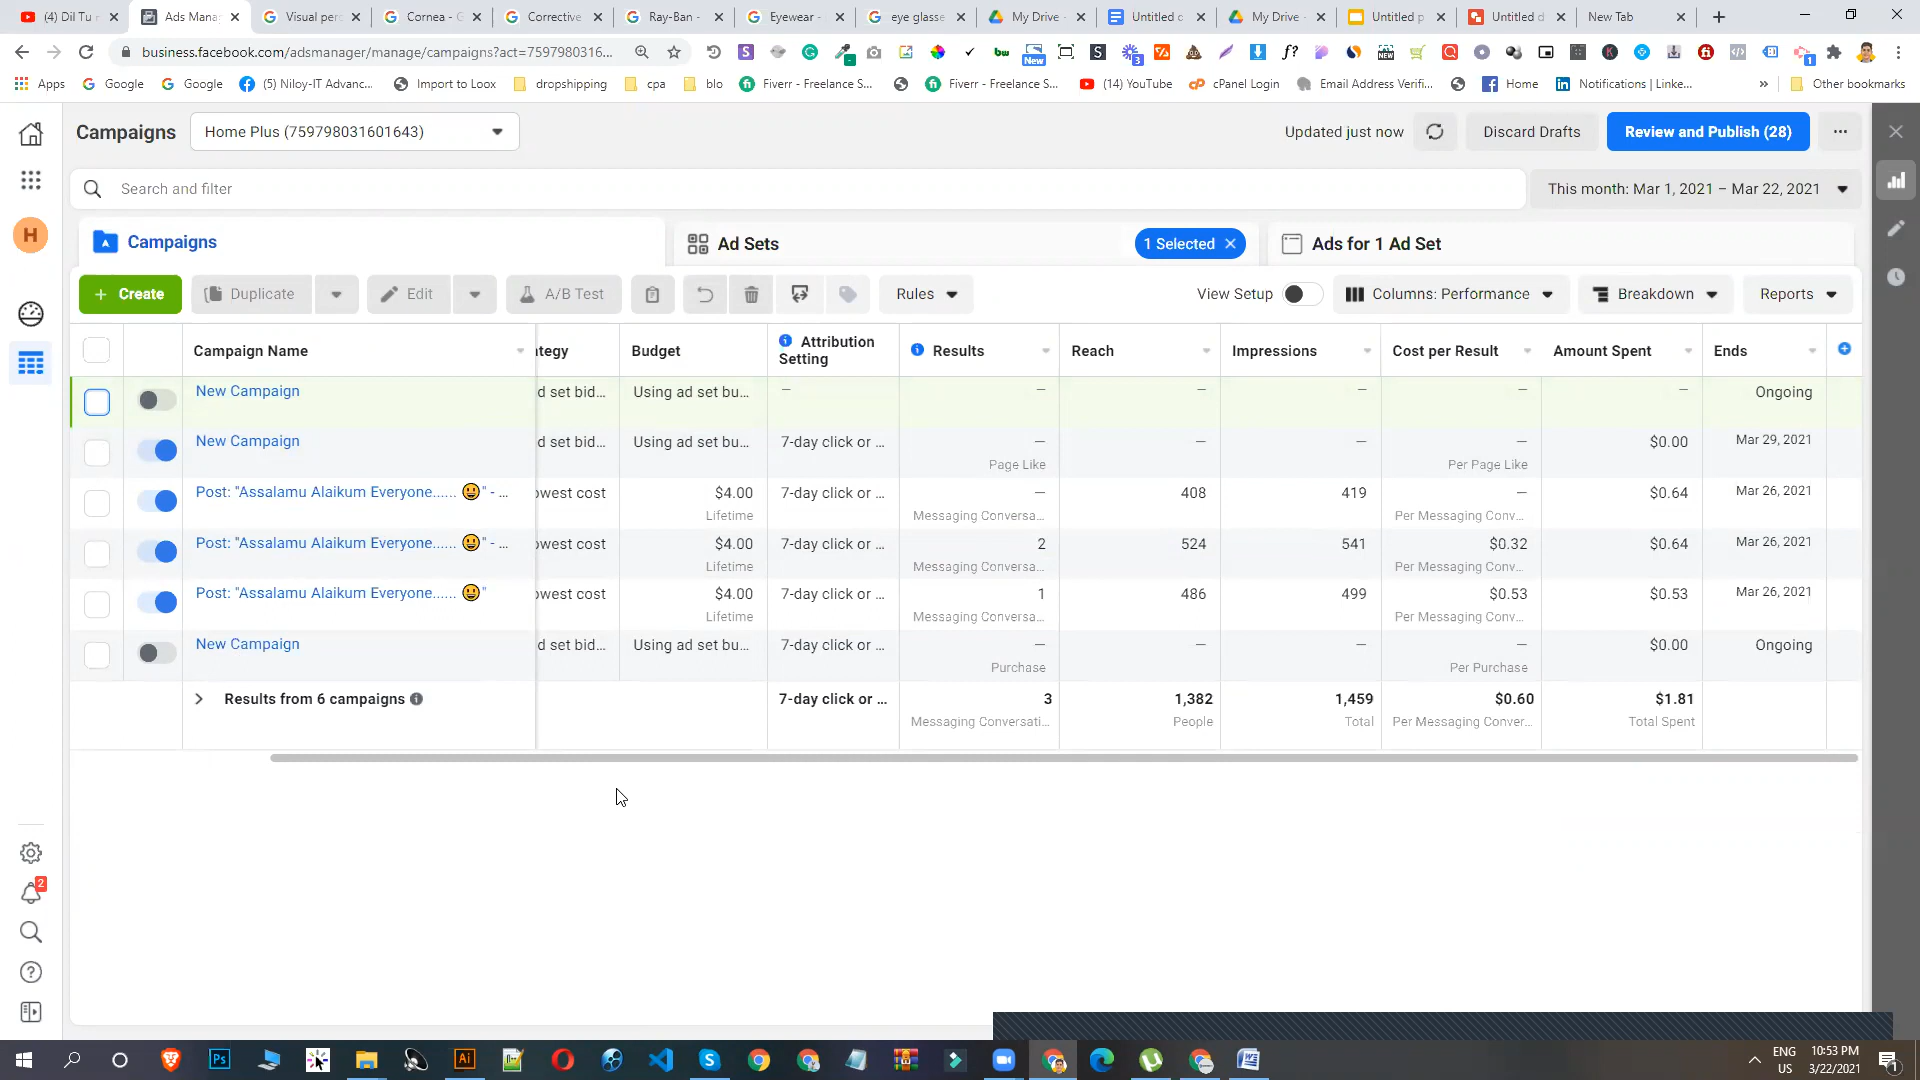 (4) Dil Tu
Ads Mana
Visual per
Cornea - G
Corrective
Ray-Ban -
Eyewear -
eye glasse
My Drive -
Untitled d
My Drive -
Untitled p
Untitled d
New Tab
business.facebook.com/adsmanager/manage/campaigns?act=7597980316...
Apps
Google
Google
(5) Niloy-IT Advanc...
Import to Loox
dropshipping
cpa
blo
Fiverr - Freelance S...
Fiverr - Freelance S...
(14) YouTube
cPanel Login
Email Address Verifi...
Home
Notifications | Linke...
Other bookmarks
Campaigns
Home Plus (759798031601643)
Updated just now
Discard Drafts
Review and Publish (28)
Search and filter
This month: Mar 1, 2021 – Mar 22, 2021
H
Campaigns
Ad Sets
1 Selected
Ads for 1 Ad Set
+ Create
Duplicate
Edit
A/B Test
Rules
View Setup
Columns: Performance
Breakdown
Reports
Campaign Name
tegy
Budget
Attribution Setting
Results
Reach
Impressions
Cost per Result
Amount Spent
Ends
New Campaign d set bid... Using ad set bu... — — — — — — Ongoing
New Campaign d set bid... Using ad set bu... 7-day click or ... — — — — $0.00 Mar 29, 2021
Page Like Per Page Like
Post: "Assalamu Alaikum Everyone...... 😀" - ... owest cost $4.00 7-day click or ... — 408 419 — $0.64 Mar 26, 2021
Lifetime Messaging Conversa... Per Messaging Conv...
Post: "Assalamu Alaikum Everyone...... 😀" - ... owest cost $4.00 7-day click or ... 2 524 541 $0.32 $0.64 Mar 26, 2021
Lifetime Messaging Conversa... Per Messaging Conv...
Post: "Assalamu Alaikum Everyone...... 😀" owest cost $4.00 7-day click or ... 1 486 499 $0.53 $0.53 Mar 26, 2021
Lifetime Messaging Conversa... Per Messaging Conv...
New Campaign d set bid... Using ad set bu... 7-day click or ... — — — — $0.00 Ongoing
Purchase Per Purchase
Results from 6 campaigns 7-day click or ... 3 1,382 1,459 $0.60 $1.81
Messaging Conversati... People Total Per Messaging Conver... Total Spent
2
ENG
US
10:53 PM
3/22/2021